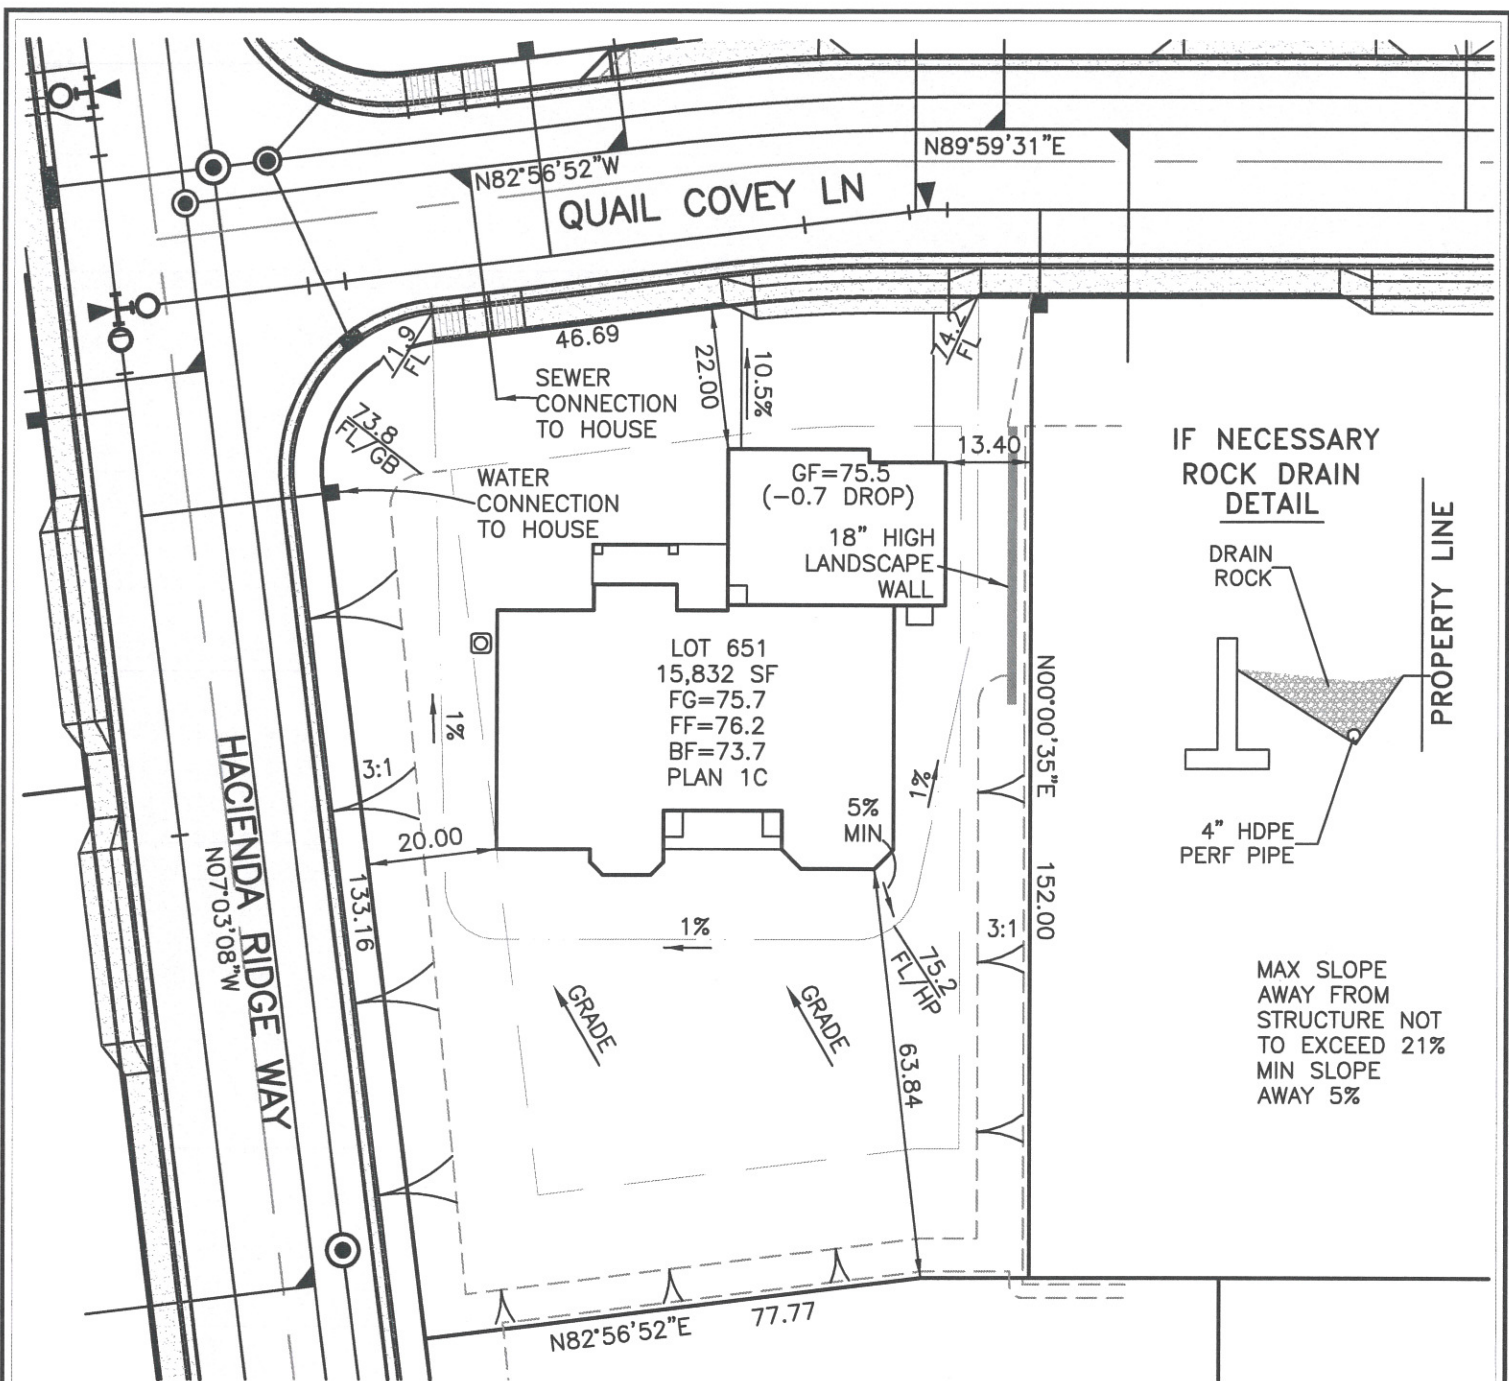 N82°56'52"W
QUAIL COVEY LN
N89°59'31"E
71.9
FL
46.69
74.2
FL
22.00
10.5%
73.8
FL/GB
SEWER
CONNECTION
TO HOUSE
WATER
CONNECTION
TO HOUSE
13.40
GF=75.5
(-0.7 DROP)
18" HIGH
LANDSCAPE
WALL
IF NECESSARY
ROCK DRAIN
DETAIL
DRAIN
ROCK
PROPERTY LINE
4" HDPE
PERF PIPE
LOT 651
15,832 SF
FG=75.7
FF=76.2
BF=73.7
PLAN 1C
N00°00'35"E
152.00
1%
3:1
20.00
133.16
HACIENDA RIDGE WAY
N07°03'08"W
5%
MIN
1%
1%
3:1
75.2
FL/HP
GRADE
GRADE
63.84
MAX SLOPE
AWAY FROM
STRUCTURE NOT
TO EXCEED 21%
MIN SLOPE
AWAY 5%
N82°56'52"E
77.77